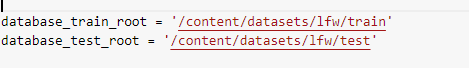 database_train_root = '/content/datasets/lfw/train'
database_test_root = '/content/datasets/lfw/test'